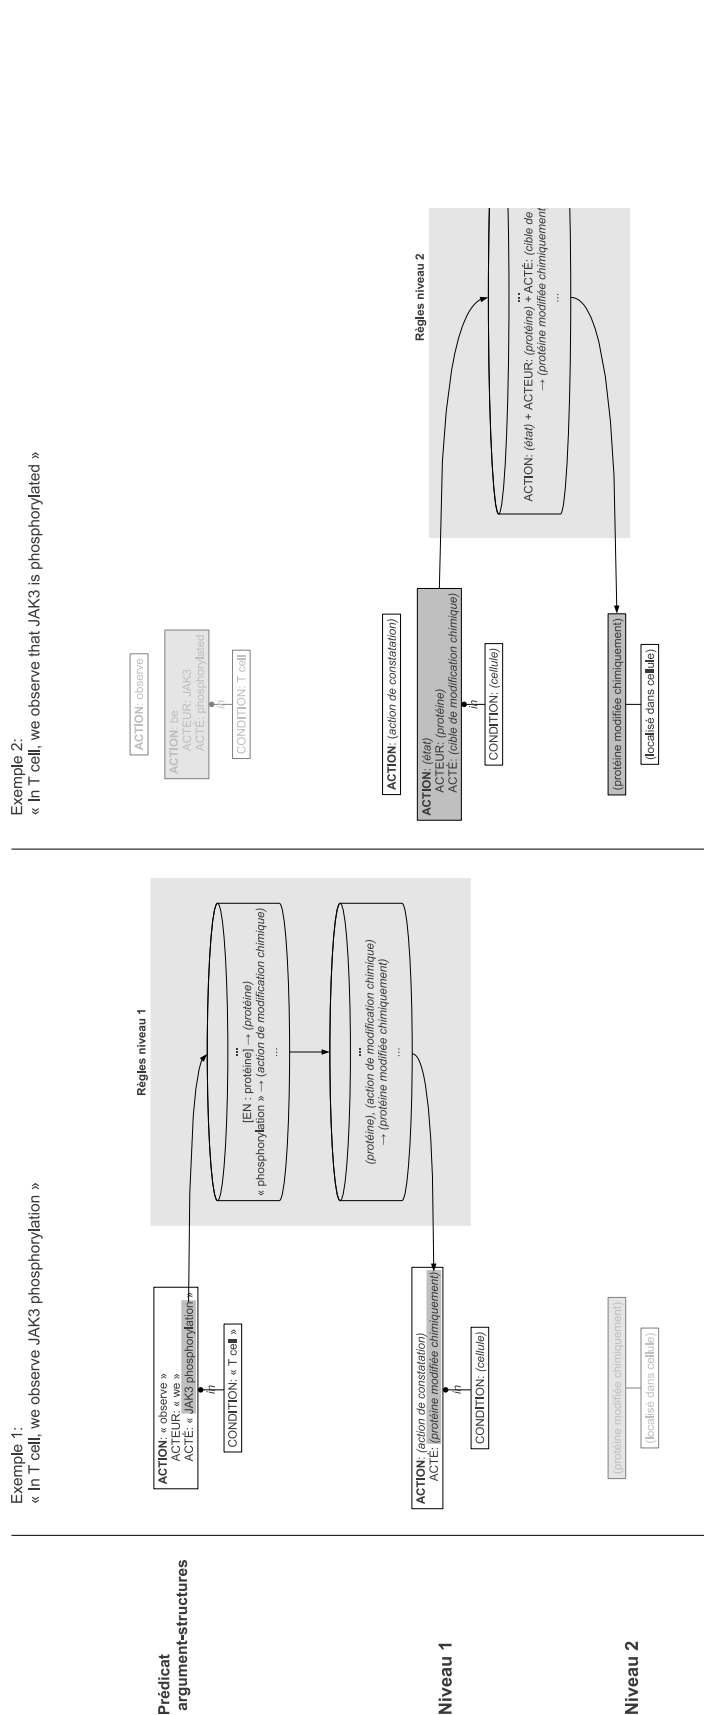 Exemple 1:
« In T cell, we observe JAK3 phosphorylation »
Exemple 2:
« In T cell, we observe that JAK3 is phosphorylated »
Prédicat
argument-structures
ACTION: « observe »
ACTEUR: « we »
ACTÉ: « JAK3 phosphorylation »
in
CONDITION: « T cell »
Règles niveau 1
...
[EN : protéine] → (protéine)
« phosphorylation » → (action de modification chimique)
...
...
(protéine), (action de modification chimique)
→ (protéine modifiée chimiquement)
...
ACTION: observe
ACTION: be
ACTEUR: JAK3
ACTÉ: phosphorylated
in
CONDITION: T cell
Niveau 1
ACTION: (action de constatation)
ACTÉ: (protéine modifiée chimiquement)
in
CONDITION: (cellule)
ACTION: (action de constatation)
ACTION: (état)
ACTEUR: (protéine)
ACTÉ: (cible de modification chimique)
in
CONDITION: (cellule)
Règles niveau 2
...
ACTION: (état) + ACTEUR: (protéine) + ACTÉ: (cible de
→ (protéine modifiée chimiquement
...
Niveau 2
(protéine modifiée chimiquement)
(localisé dans cellule)
(protéine modifiée chimiquement)
(localisé dans cellule)